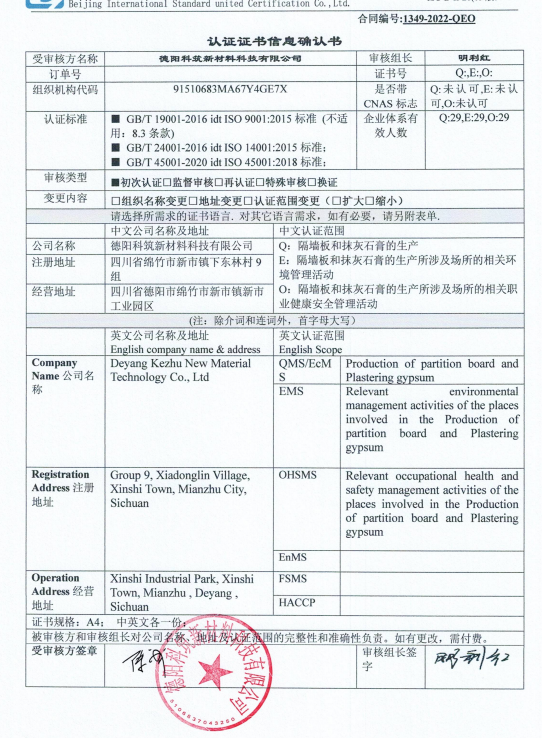 Beijing International Standard united Certification Co., Ltd.
合同编号:1349-2022-QEO
认证证书信息确认书
受审核方名称 德阳科筑新材料科技有限公司 审核组长 明利红
订单号 证书号 Q:,E:,O:
组织机构代码 91510683MA67Y4GE7X 是否带 Q:未认可,E:未认
CNAS 标志 可,O:未认可
认证标准 ■ GB/T 19001-2016 idt ISO 9001:2015 标准 (不适 企业体系有 Q:29,E:29,O:29
用：8.3 条款) 效人数
■ GB/T 24001-2016 idt ISO 14001:2015 标准；
■ GB/T 45001-2020 idt ISO 45001:2018 标准；
审核类型 ■初次认证□监督审核□再认证□特殊审核□换证
变更内容 □组织名称变更□地址变更□认证范围变更（□扩大□缩小）
请选择所需求的证书语言. 对其它语言需求，如有必要，请另附表单.
中文公司名称及地址 中文认证范围
公司名称 德阳科筑新材料科技有限公司 Q：隔墙板和抹灰石膏的生产
注册地址 四川省绵竹市新市镇下东林村 9 E：隔墙板和抹灰石膏的生产所涉及场所的相关环
组 境管理活动
经营地址 四川省德阳市绵竹市新市镇新市 O：隔墙板和抹灰石膏的生产所涉及场所的相关职
工业园区 业健康安全管理活动
(注：除介词和连词外，首字母大写)
英文公司名称及地址 英文认证范围
English company name & address English Scope
Company Deyang Kezhu New Material QMS/EcM Production of partition board and
Name 公司名 Technology Co., Ltd S Plastering gypsum
称 EMS Relevant environmental
management activities of the places
involved in the Production of
partition board and Plastering
gypsum
Registration Group 9, Xiadonglin Village, OHSMS Relevant occupational health and
Address 注册 Xinshi Town, Mianzhu City, safety management activities of the
地址 Sichuan places involved in the Production
of partition board and Plastering
gypsum
EnMS
Operation Xinshi Industrial Park, Xinshi FSMS
Address 经营 Town, Mianzhu , Deyang ,
地址 Sichuan HACCP
证书规格：A4； 中英文各一份；
被审核方和审核组长对公司名称、地址及认证范围的完整性和准确性负责。如有更改，需付费。
受审核方签章 审核组长签 明利红
字
德阳科筑新材料科技有限公司
5106837043280